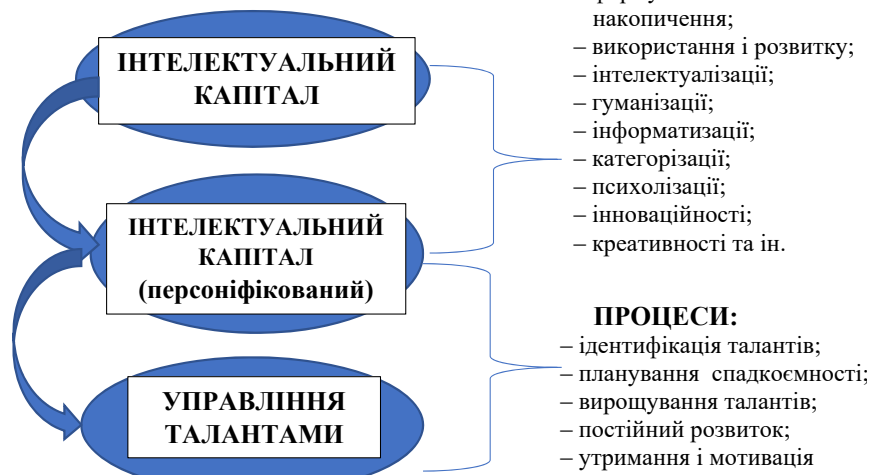 ІНТЕЛЕКТУАЛЬНИЙ
КАПІТАЛ
ІНТЕЛЕКТУАЛЬНИЙ
КАПІТАЛ
(персоніфікований)
УПРАВЛІННЯ
ТАЛАНТАМИ
накопичення;
– використання і розвитку;
– інтелектуалізації;
– гуманізації;
– інформатизації;
– категорізації;
– психолізації;
– інноваційності;
– креативності та ін.
ПРОЦЕСИ:
– ідентифікація талантів;
– планування спадкоємності;
– вирощування талантів;
– постійний розвиток;
– утримання і мотивація